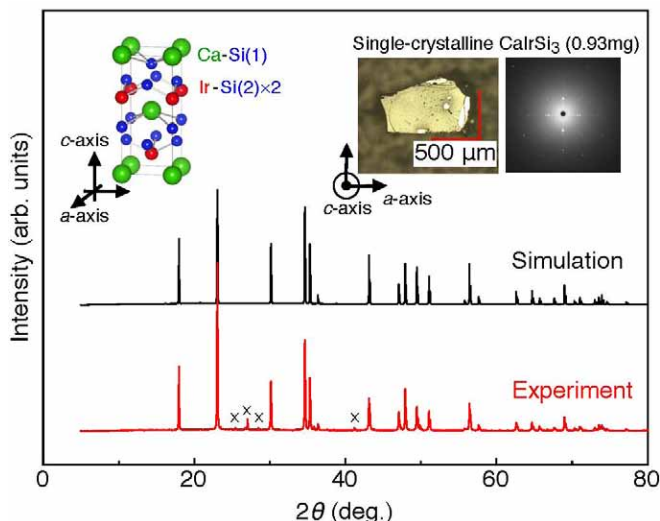 Ca-Si(1)
Ir-Si(2)×2
c-axis
a-axis
Single-crystalline CaIrSi3 (0.93mg)
500 μm
c-axis
a-axis
Intensity (arb. units)
Simulation
Experiment
× × × ×
0 20 40 60 80
2θ (deg.)